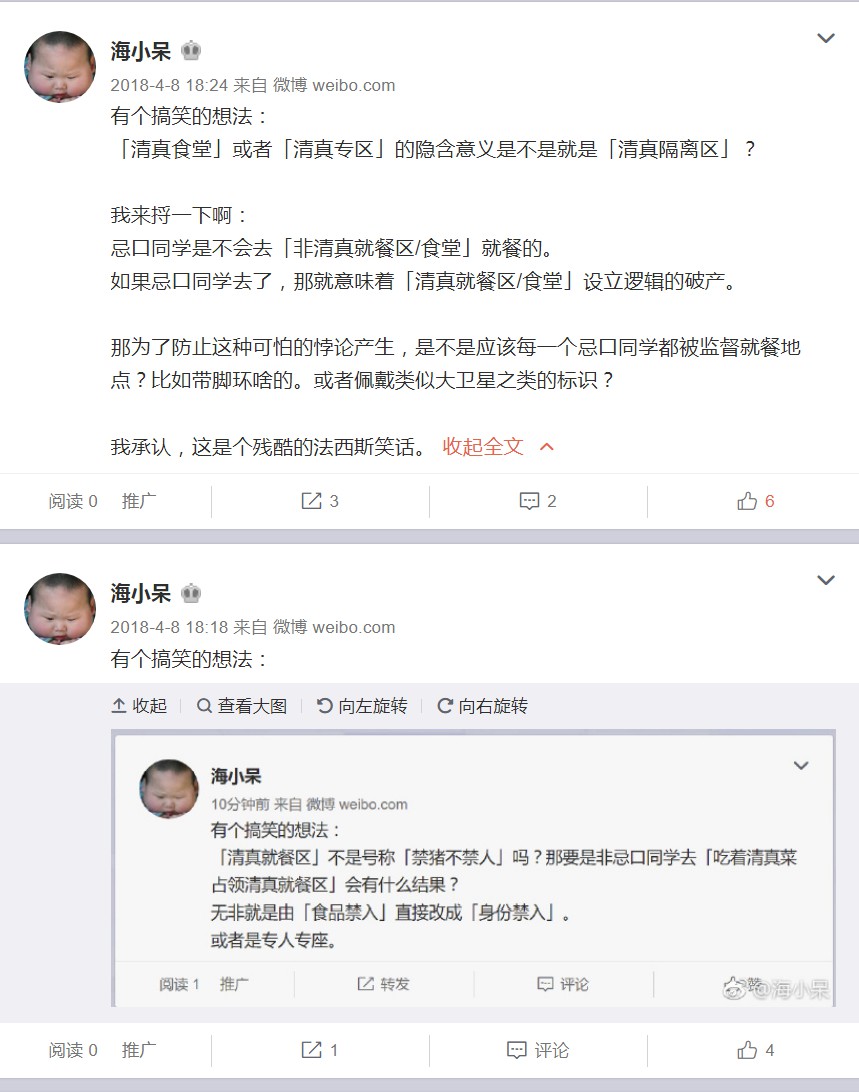 海小呆
2018-4-8 18:24 来自 微博 weibo.com
有个搞笑的想法：
「清真食堂」或者「清真专区」的隐含意义是不是就是「清真隔离区」？
我来捋一下啊：
忌口同学是不会去「非清真就餐区/食堂」就餐的。
如果忌口同学去了，那就意味着「清真就餐区/食堂」设立逻辑的破产。
那为了防止这种可怕的悖论产生，是不是应该每一个忌口同学都被监督就餐地
点？比如带脚环啥的。或者佩戴类似大卫星之类的标识？
我承认，这是个残酷的法西斯笑话。 收起全文
阅读 0 推广 3 2 6
海小呆
2018-4-8 18:18 来自 微博 weibo.com
有个搞笑的想法：
收起 查看大图 向左旋转 向右旋转
海小呆
10分钟前 来自 微博 weibo.com
有个搞笑的想法：
「清真就餐区」不是号称「禁猪不禁人」吗？那要是非忌口同学去「吃着清真菜
占领清真就餐区」会有什么结果？
无非就是由「食品禁入」直接改成「身份禁入」。
或者是专人专座。
阅读 1 推广 转发 评论 赞
@海小呆
阅读 0 推广 1 评论 4